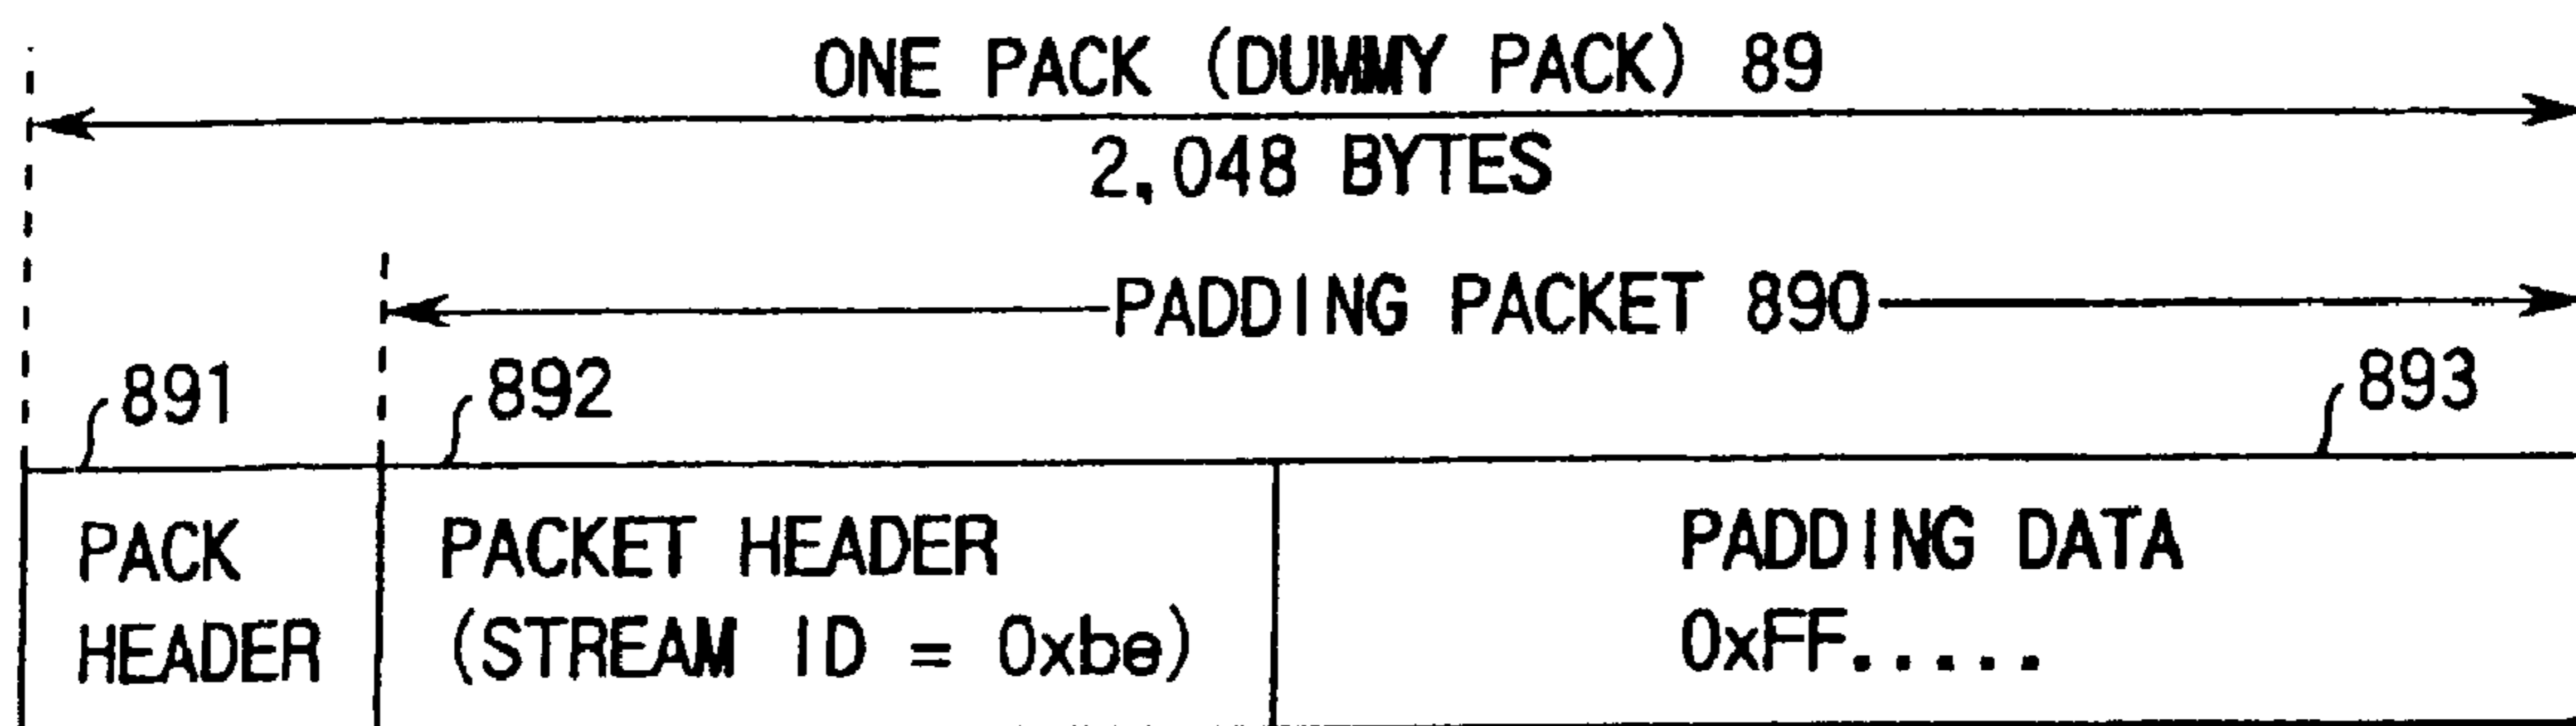 ONE PACK (DUMMY PACK) 89
2,048 BYTES
PADDING PACKET 890
891
892
893
PACK
HEADER
PACKET HEADER
(STREAM ID = 0xbe)
PADDING DATA
0xFF.....